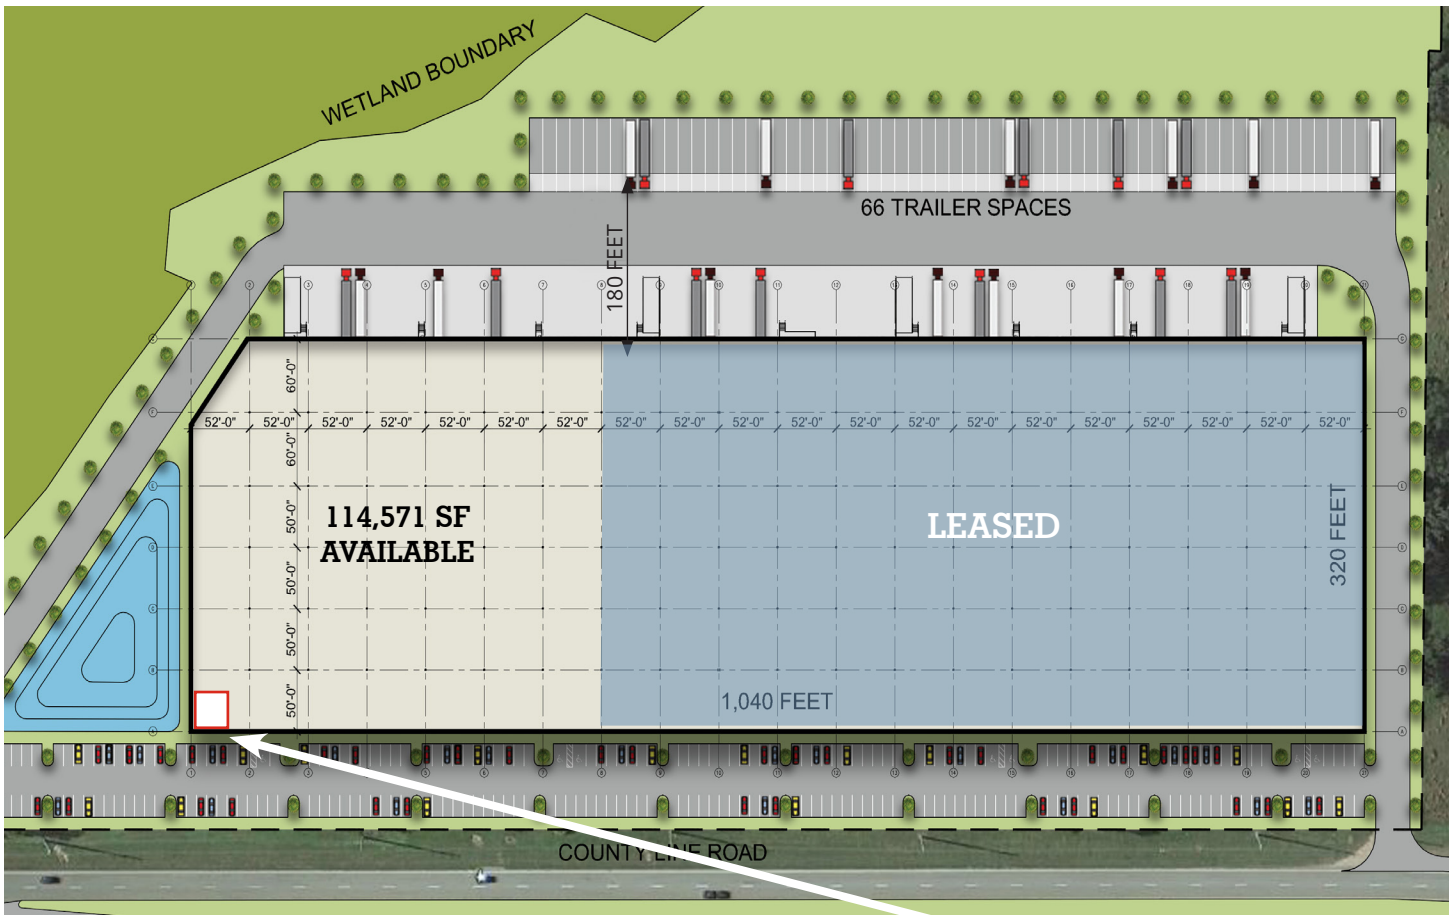 WETLAND BOUNDARY
66 TRAILER SPACES
180 FEET
60'-0"
52'-0" 52'-0" 52'-0" 52'-0" 52'-0" 52'-0" 52'-0" 52'-0" 52'-0" 52'-0" 52'-0" 52'-0" 52'-0" 52'-0" 52'-0" 52'-0" 52'-0" 52'-0" 52'-0" 52'-0"
60'-0"
50'-0"
50'-0"
50'-0"
50'-0"
114,571 SF
AVAILABLE
LEASED
320 FEET
1,040 FEET
COUNTY LINE ROAD